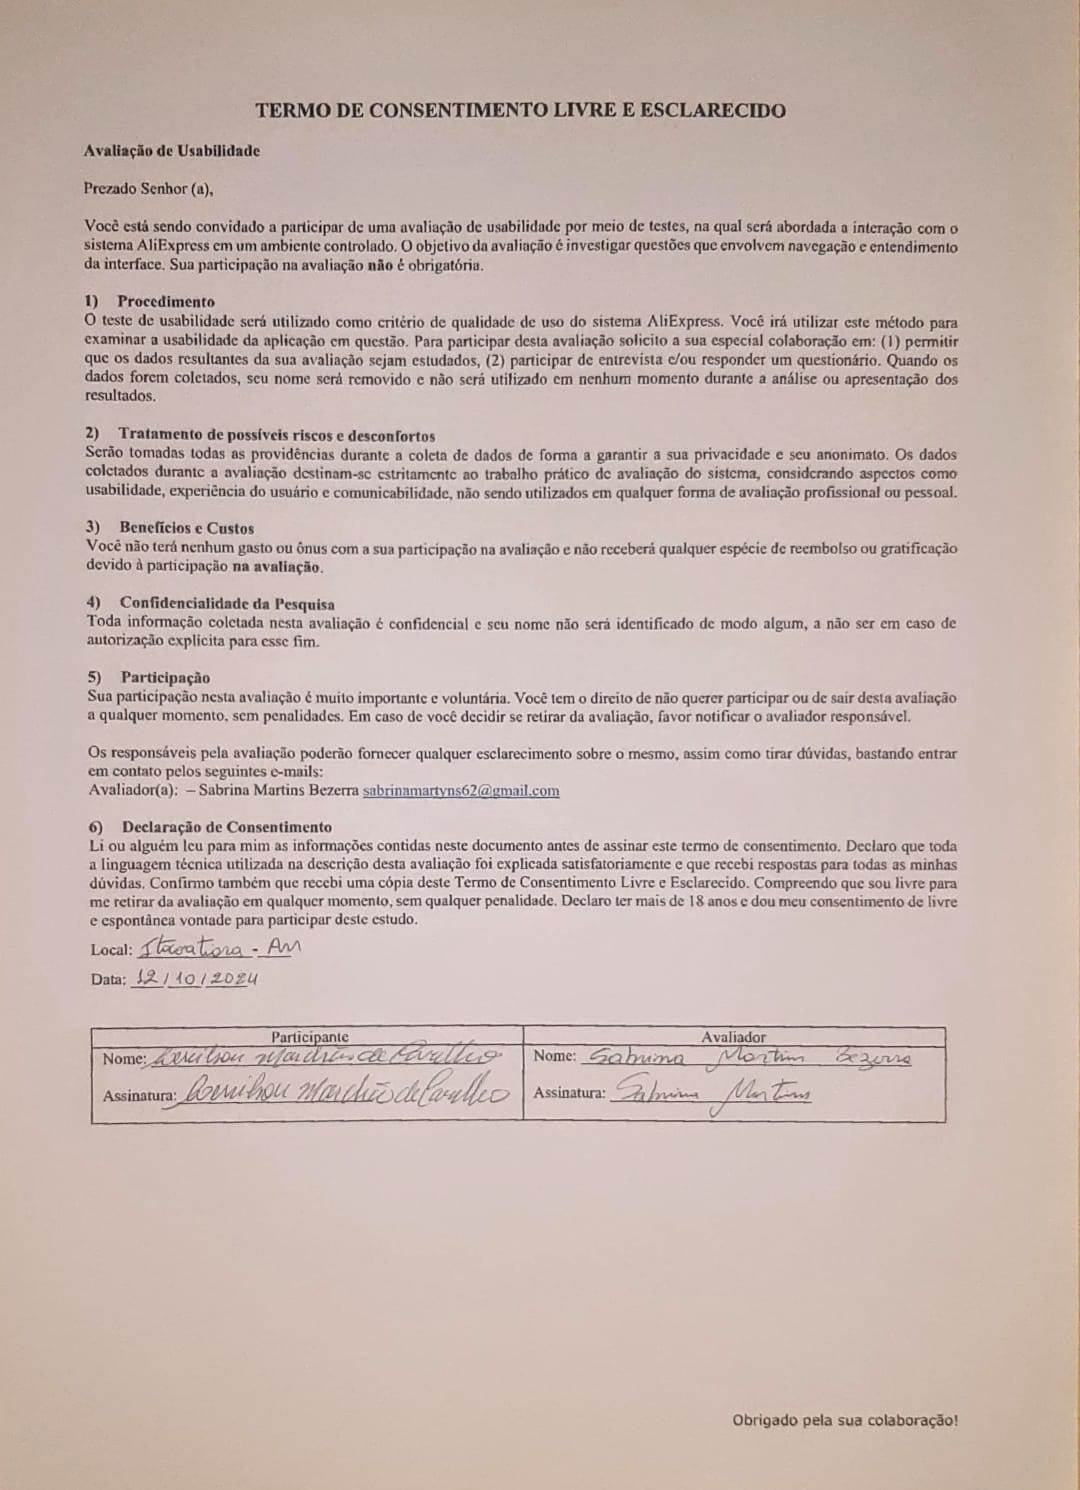 TERMO DE CONSENTIMENTO LIVRE E ESCLARECIDO
Avaliação de Usabilidade
Prezado Senhor (a),
Você está sendo convidado a participar de uma avaliação de usabilidade por meio de testes, na qual será abordada a interação com o
sistema AliExpress em um ambiente controlado. O objetivo da avaliação é investigar questões que envolvem navegação e entendimento
da interface. Sua participação na avaliação não é obrigatória.
1) Procedimento
O teste de usabilidade será utilizado como critério de qualidade de uso do sistema AliExpress. Você irá utilizar este método para
examinar a usabilidade da aplicação em questão. Para participar desta avaliação solicito a sua especial colaboração em: (1) permitir
que os dados resultantes da sua avaliação sejam estudados, (2) participar de entrevista e/ou responder um questionário. Quando os
dados forem coletados, seu nome será removido e não será utilizado em nenhum momento durante a análise ou apresentação dos
resultados.
2) Tratamento de possíveis riscos e desconfortos
Serão tomadas todas as providências durante a coleta de dados de forma a garantir a sua privacidade e seu anonimato. Os dados
coletados durante a avaliação destinam-se estritamente ao trabalho prático de avaliação do sistema, considerando aspectos como
usabilidade, experiência do usuário e comunicabilidade, não sendo utilizados em qualquer forma de avaliação profissional ou pessoal.
3) Benefícios e Custos
Você não terá nenhum gasto ou ônus com a sua participação na avaliação e não receberá qualquer espécie de reembolso ou gratificação
devido à participação na avaliação.
4) Confidencialidade da Pesquisa
Toda informação coletada nesta avaliação é confidencial e seu nome não será identificado de modo algum, a não ser em caso de
autorização explicita para esse fim.
5) Participação
Sua participação nesta avaliação é muito importante e voluntária. Você tem o direito de não querer participar ou de sair desta avaliação
a qualquer momento, sem penalidades. Em caso de você decidir se retirar da avaliação, favor notificar o avaliador responsável.
Os responsáveis pela avaliação poderão fornecer qualquer esclarecimento sobre o mesmo, assim como tirar dúvidas, bastando entrar
em contato pelos seguintes e-mails:
Avaliador(a): – Sabrina Martins Bezerra sabrinamartyns62@gmail.com
6) Declaração de Consentimento
Li ou alguém leu para mim as informações contidas neste documento antes de assinar este termo de consentimento. Declaro que toda
a linguagem técnica utilizada na descrição desta avaliação foi explicada satisfatoriamente e que recebi respostas para todas as minhas
dúvidas. Confirmo também que recebi uma cópia deste Termo de Consentimento Livre e Esclarecido. Compreendo que sou livre para
me retirar da avaliação em qualquer momento, sem qualquer penalidade. Declaro ter mais de 18 anos e dou meu consentimento de livre
e espontânea vontade para participar deste estudo.
Local: Itacoatiara - AM
Data: 12/10/2024
Participante
Avaliador
Nome: de Carvalho
Nome: Sabrina Martins Bezerra
Assinatura: de Carvalho
Assinatura: Sabrina Martins
Obrigado pela sua colaboração!